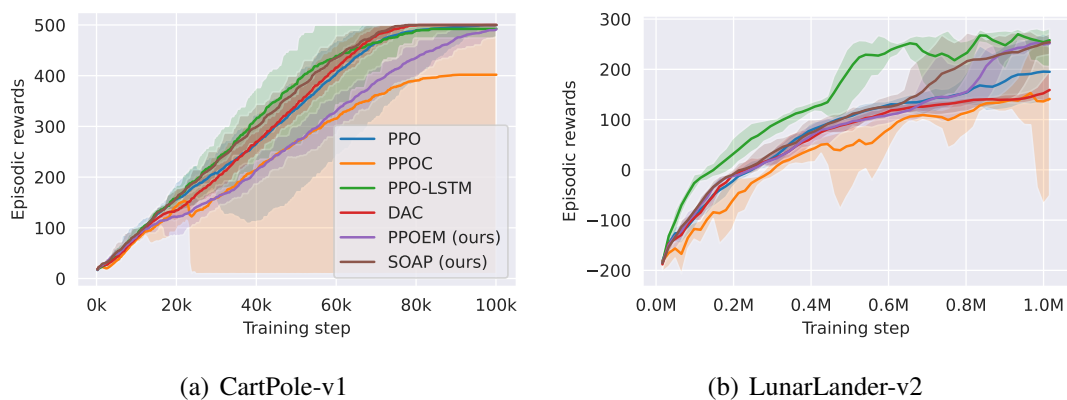 500
400
300
200
100
0
Episodic rewards
PPO
PPOC
PPO-LSTM
DAC
PPOEM (ours)
SOAP (ours)
0k 20k 40k 60k 80k 100k
Training step
(a) CartPole-v1
300
200
100
0
−100
−200
Episodic rewards
0.0M 0.2M 0.4M 0.6M 0.8M 1.0M
Training step
(b) LunarLander-v2